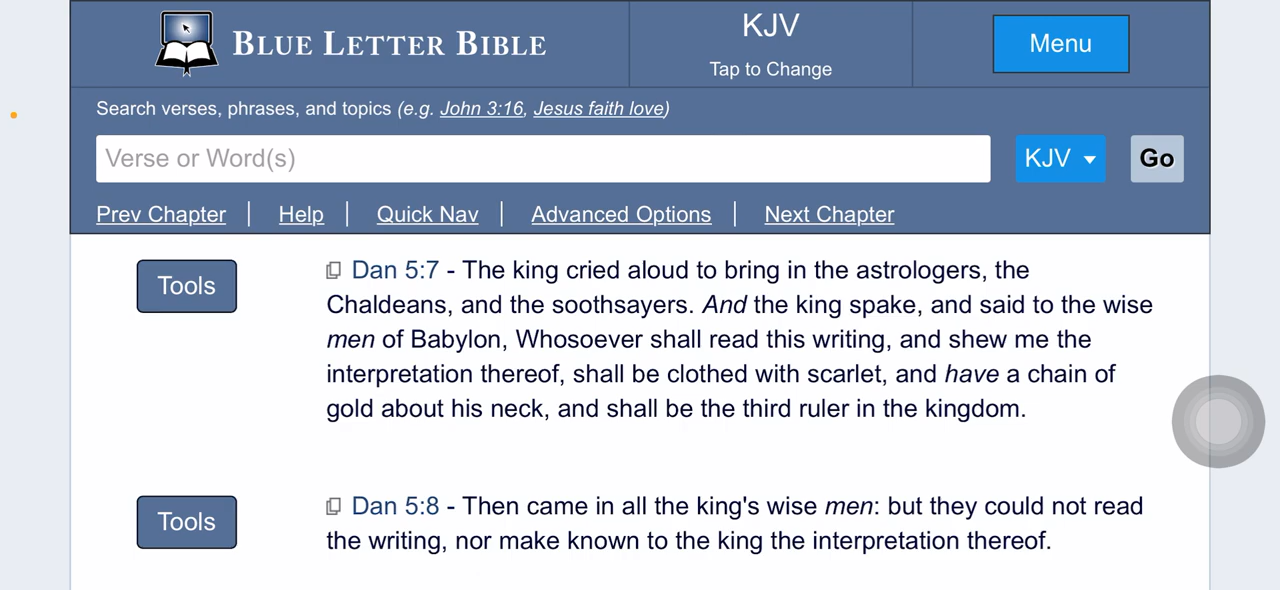 BLUE LETTER BIBLE
KJV
Tap to Change
Menu
Search verses, phrases, and topics (e.g. John 3:16, Jesus faith love)
Verse or Word(s)
KJV
Go
Prev Chapter | Help | Quick Nav | Advanced Options | Next Chapter
Tools
Dan 5:7 - The king cried aloud to bring in the astrologers, the
Chaldeans, and the soothsayers. And the king spake, and said to the wise
men of Babylon, Whosoever shall read this writing, and shew me the
interpretation thereof, shall be clothed with scarlet, and have a chain of
gold about his neck, and shall be the third ruler in the kingdom.
Tools
Dan 5:8 - Then came in all the king's wise men: but they could not read
the writing, nor make known to the king the interpretation thereof.